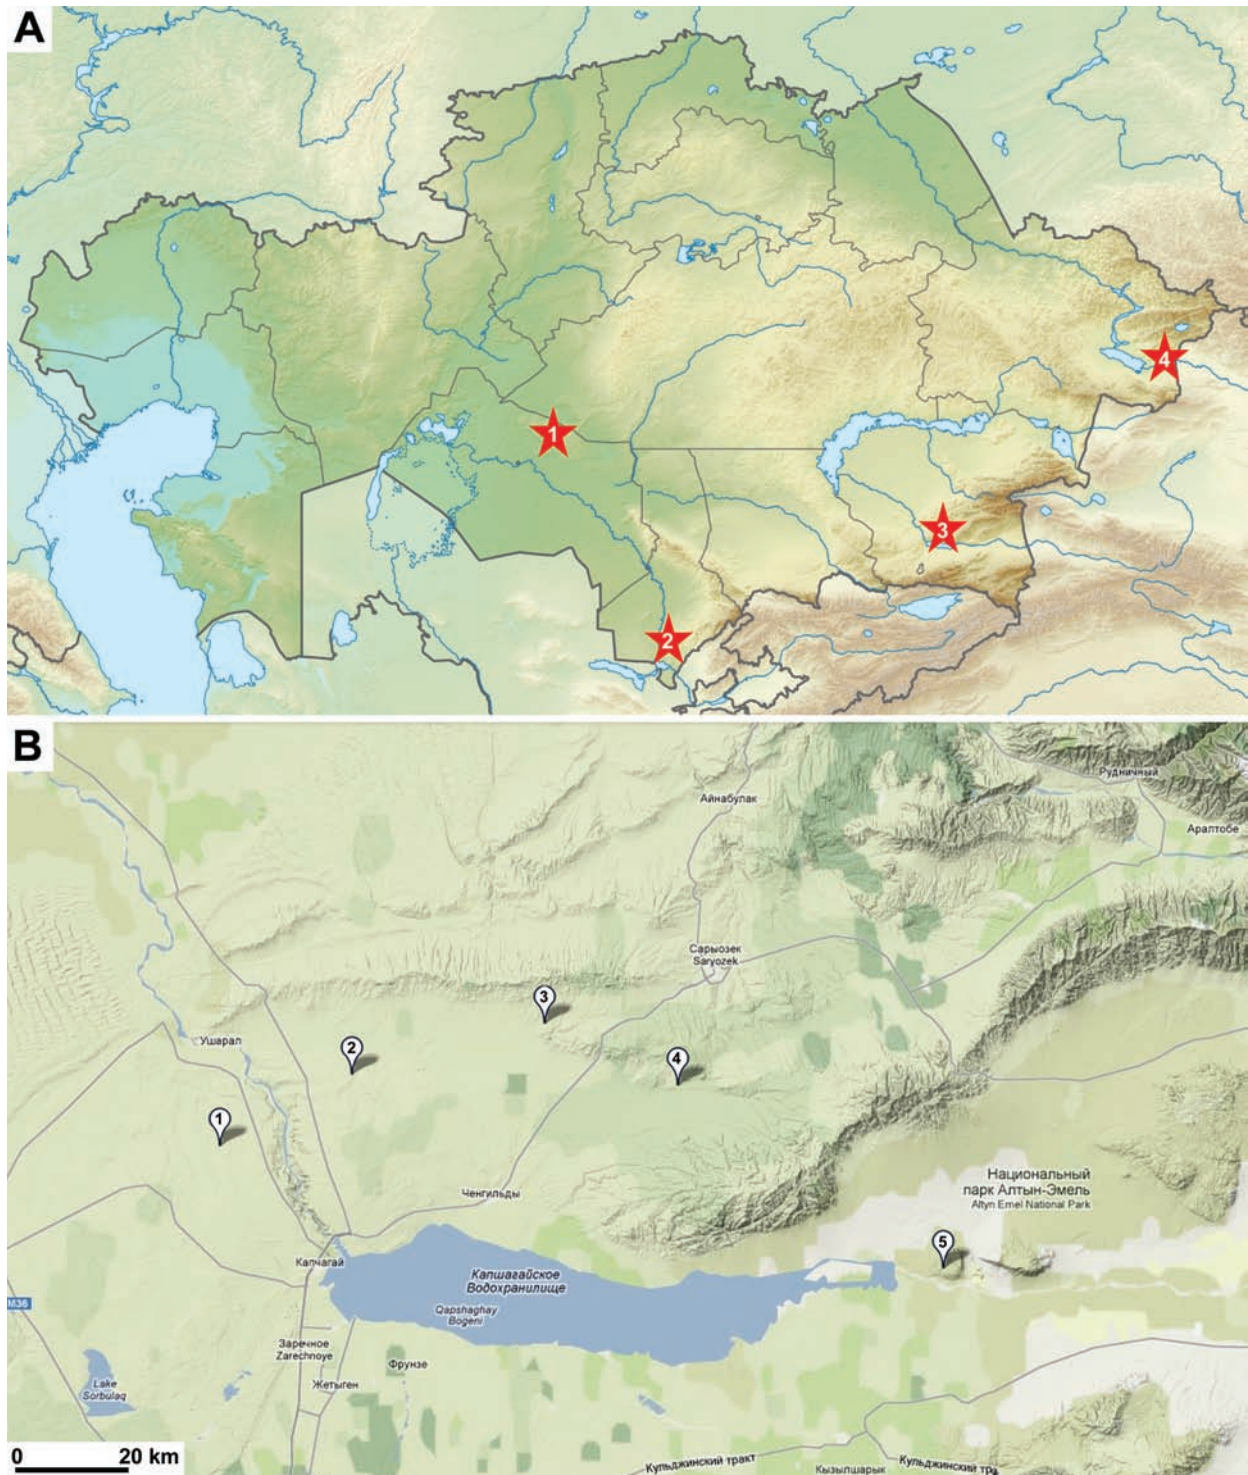 A
1
4
3
2
B
Рудничный
Айнабулак
Аралтобе
Сарыозек
Saryozek
3
Ушарал
2
4
1
Национальный
парк Алтын-Эмель
Altyn Emel National Park
Ченгильды
5
Капчагай
Капшагайское
Водохранилище
Qapshaghay
Bogeni
M36
Заречное
Zarechnoye
Фрунзе
Жетыген
Lake
Sorbulaq
0 20 km
Кульджинский тракт
Кызылшарык
Кульджинский тр